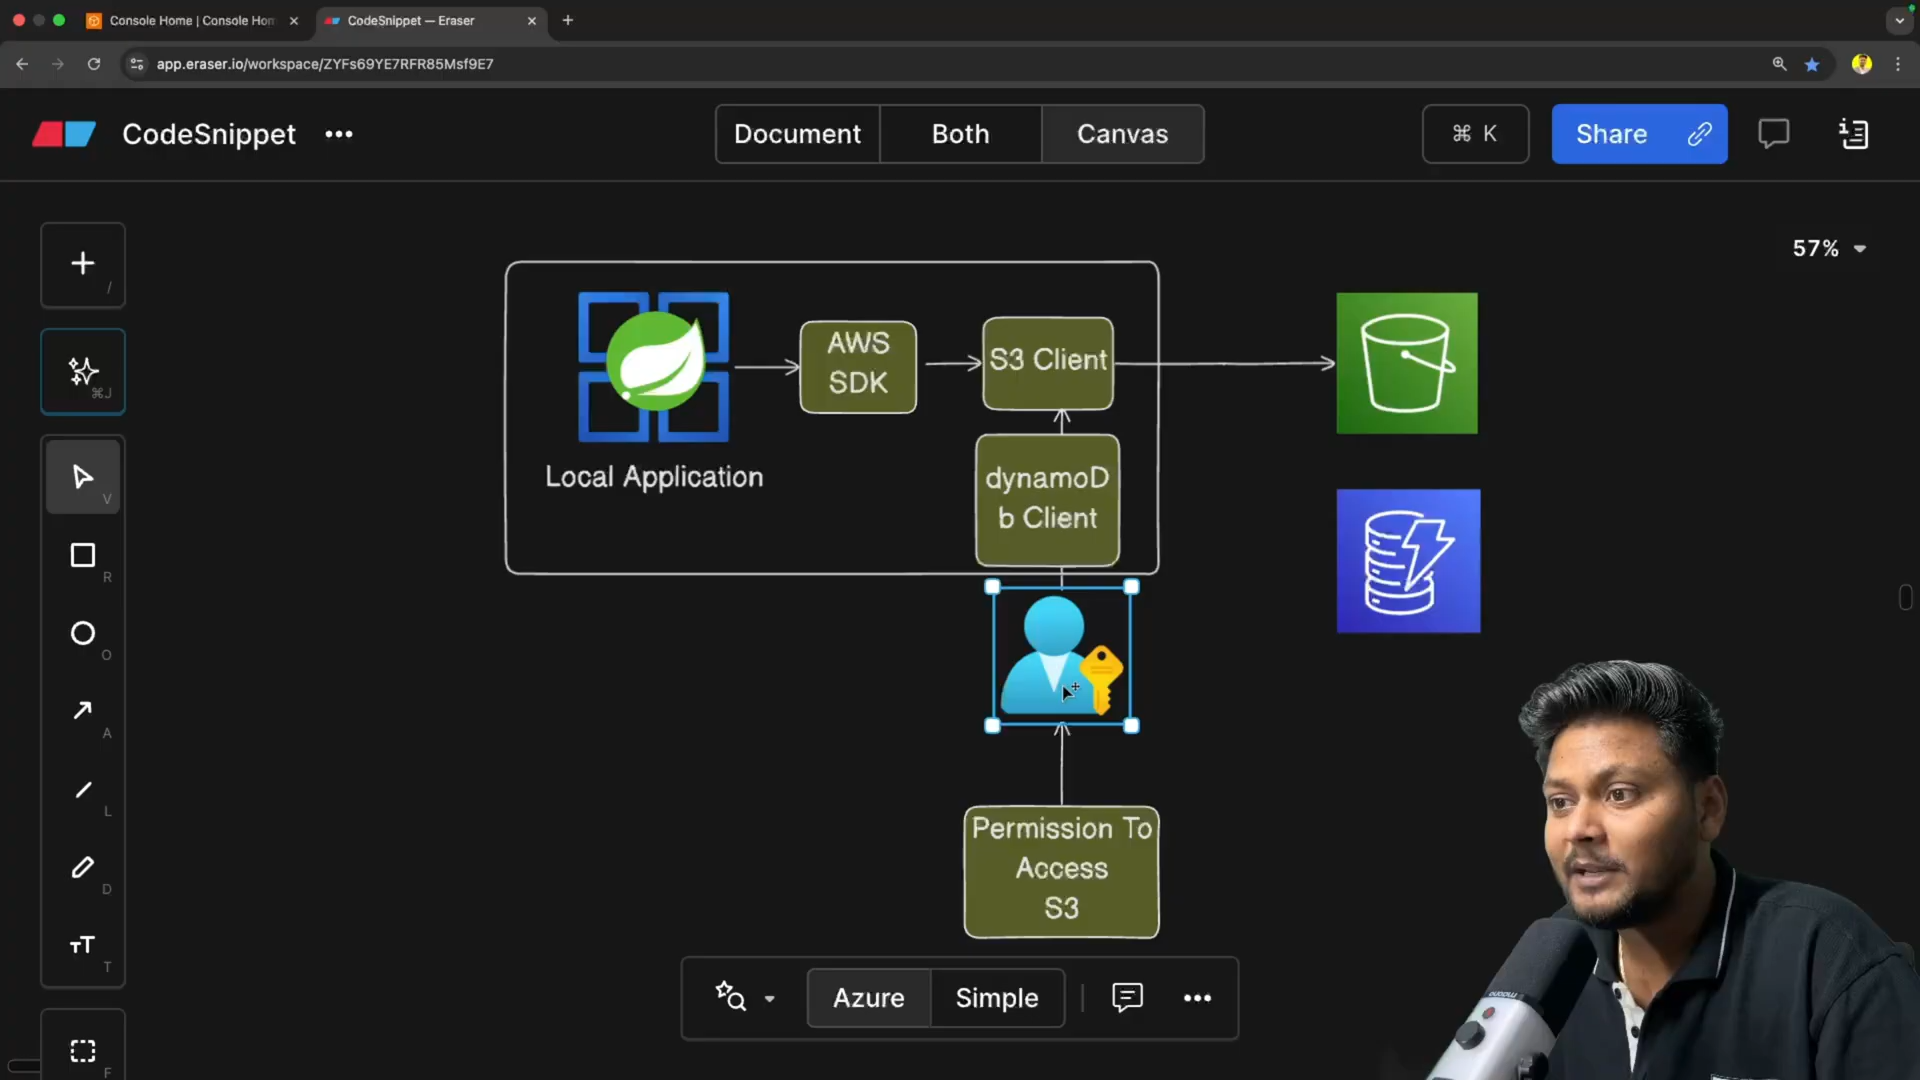 Console Home | Console Hom
CodeSnippet — Eraser
app.eraser.io/workspace/ZYFs69YE7RFR85Msf9E7
CodeSnippet
Document
Both
Canvas
⌘ K
Share
57%
/
⌘J
V
R
O
A
L
D
T
F
AWS
SDK
S3 Client
Local Application
dynamoD
b Client
Permission To
Access
S3
Azure
Simple